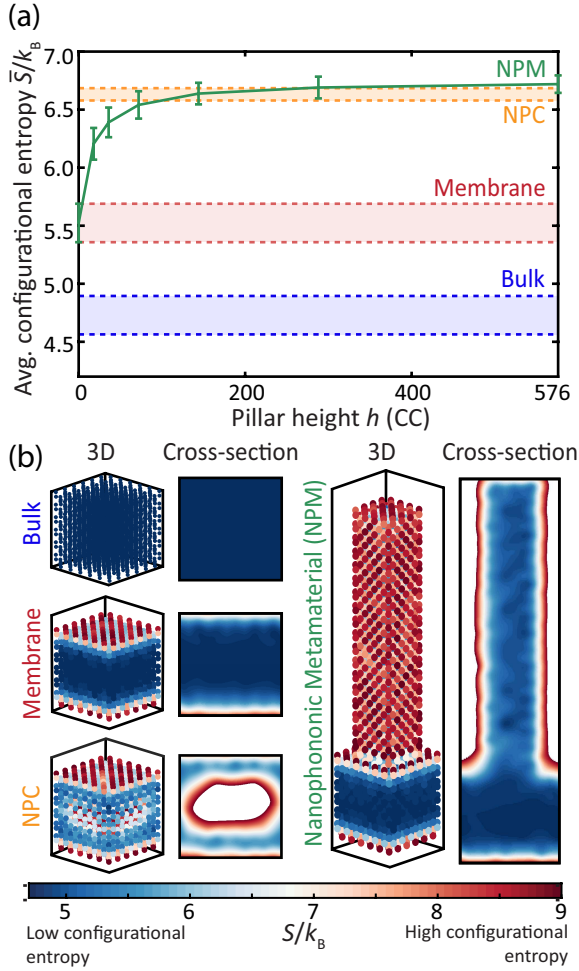 (a)
Avg. configurational entropy S̄/kB
7.0
6.5
6.0
5.5
5.0
4.5
NPM
NPC
Membrane
Bulk
0
200
400
576
Pillar height h (CC)
(b)
3D
Cross-section
3D
Cross-section
Bulk
Membrane
NPC
Nanophononic Metamaterial (NPM)
5
6
7
8
9
Low configurational
entropy
S/kB
High configurational
entropy